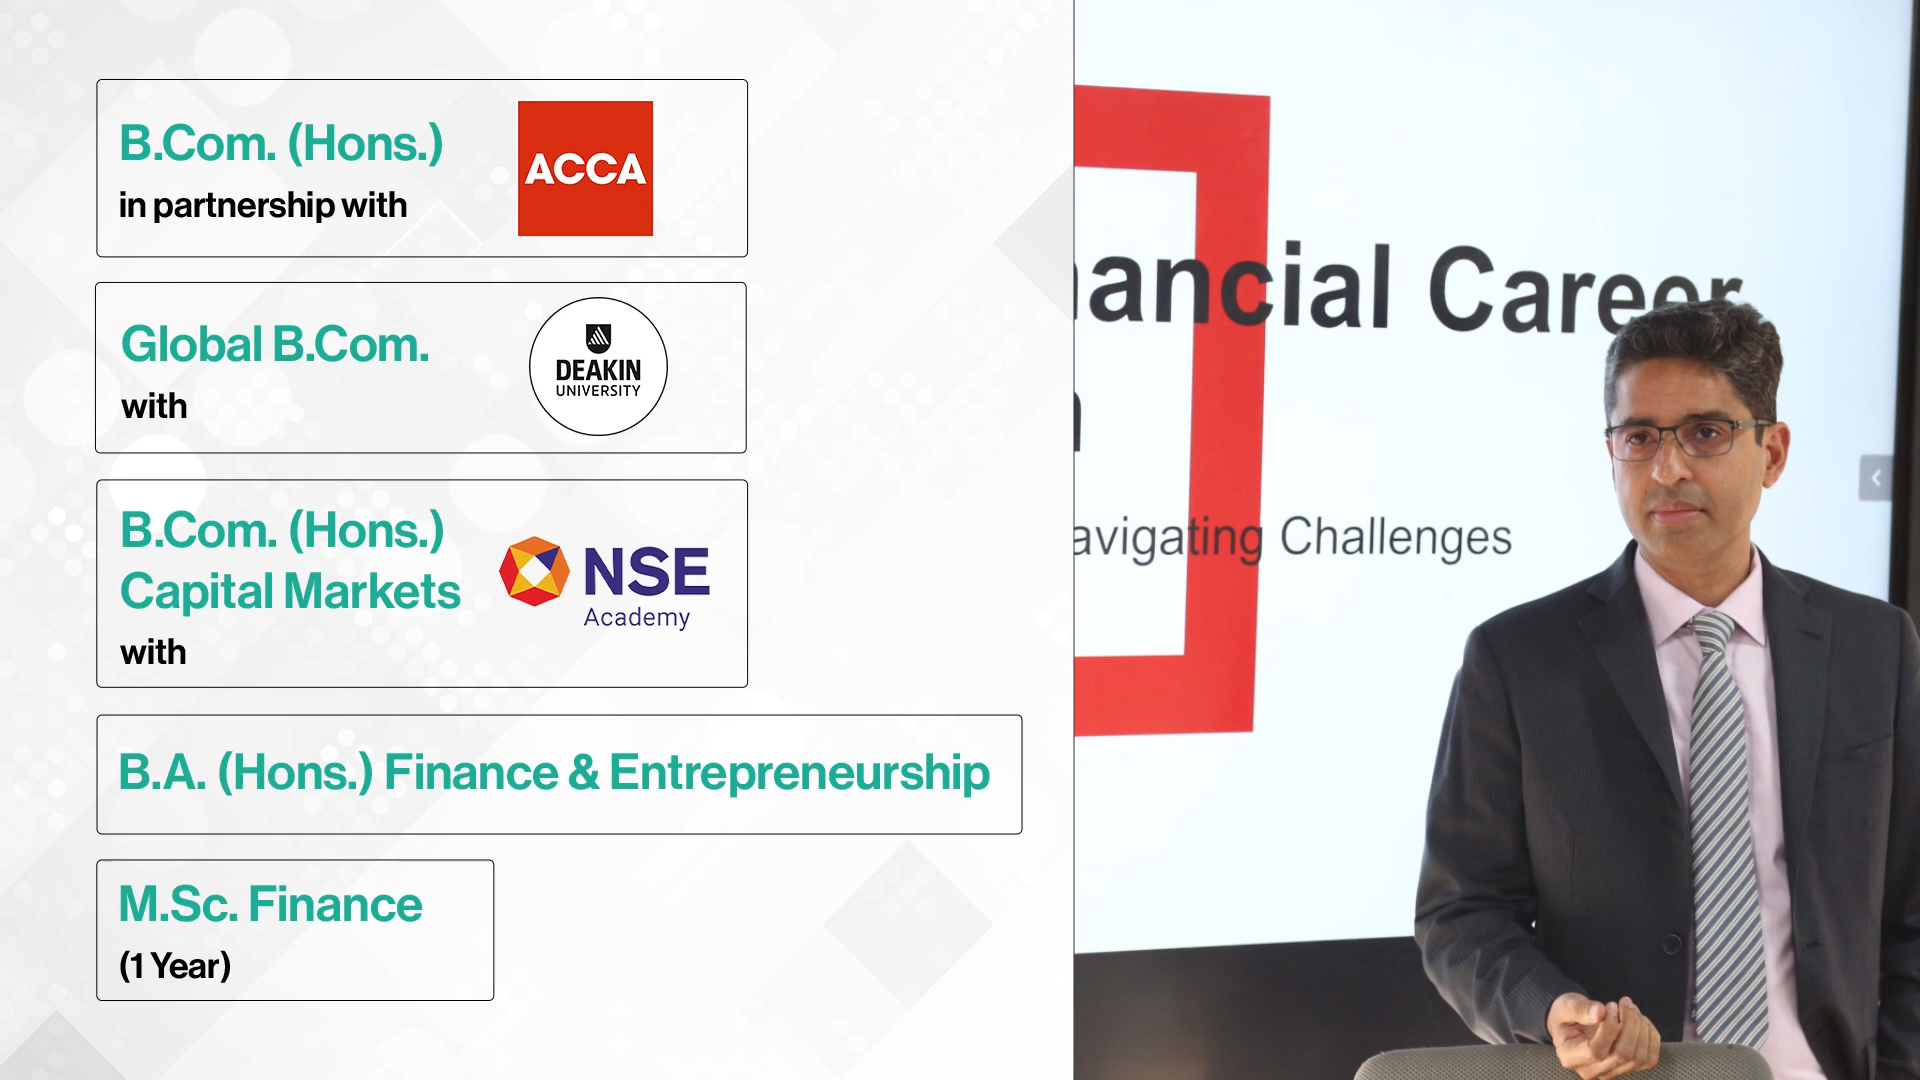 B.Com. (Hons.)
in partnership with
ACCA
Global B.Com.
with
DEAKIN
UNIVERSITY
B.Com. (Hons.)
Capital Markets
with
NSE
Academy
B.A. (Hons.) Finance & Entrepreneurship
M.Sc. Finance
(1 Year)
ancial Career
avigating Challenges